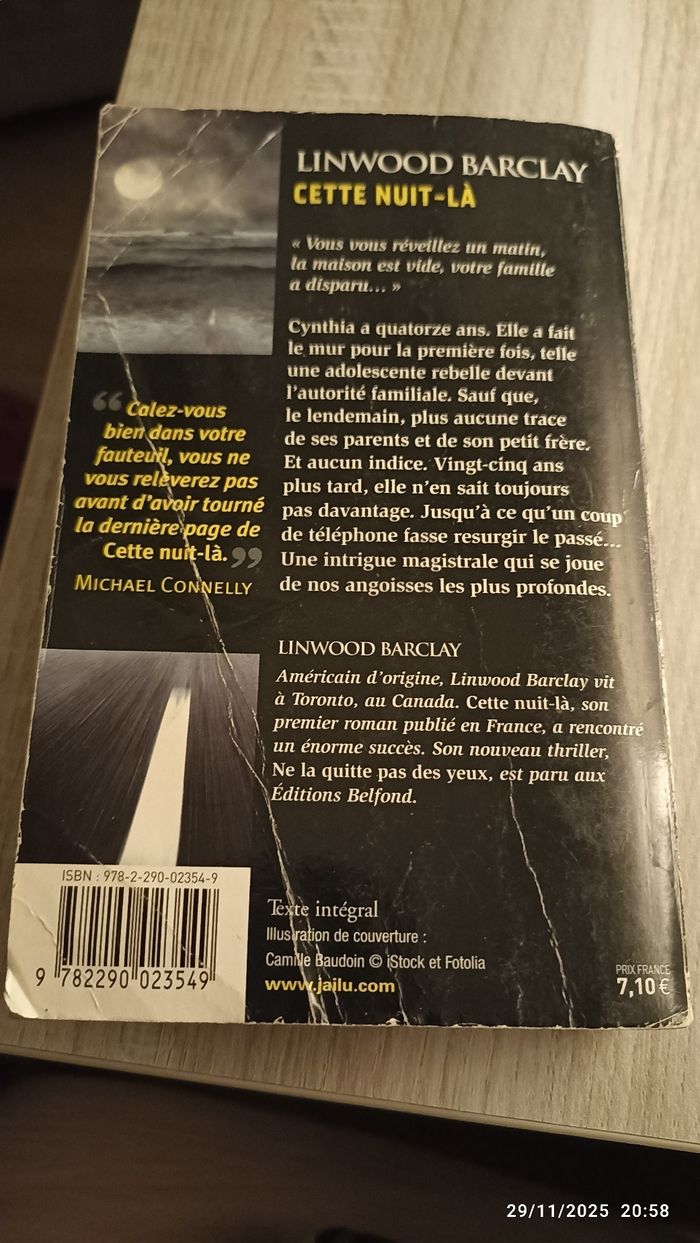 LINWOOD BARCLAY
CETTE NUIT-LÀ
« Vous vous réveillez un matin,
la maison est vide, votre famille
a disparu... »
Cynthia a quatorze ans. Elle a fait
le mur pour la première fois, telle
une adolescente rebelle devant
l'autorité familiale. Sauf que,
le lendemain, plus aucune trace
de ses parents et de son petit frère.
Et aucun indice. Vingt-cinq ans
plus tard, elle n'en sait toujours
pas davantage. Jusqu'à ce qu'un coup
de téléphone fasse resurgir le passé...
Une intrigue magistrale qui se joue
de nos angoisses les plus profondes.
“ Calez-vous
bien dans votre
fauteuil, vous ne
vous relèverez pas
avant d'avoir tourné
la dernière page de
Cette nuit-là. ”
MICHAEL CONNELLY
LINWOOD BARCLAY
Américain d'origine, Linwood Barclay vit
à Toronto, au Canada. Cette nuit-là, son
premier roman publié en France, a rencontré
un énorme succès. Son nouveau thriller,
Ne la quitte pas des yeux, est paru aux
Éditions Belfond.
ISBN : 978-2-290-02354-9
9 782290 023549
Texte intégral
Illustration de couverture :
Camille Baudoin © iStock et Fotolia
www.jailu.com
PRIX FRANCE
7,10 €
29/11/2025 20:58